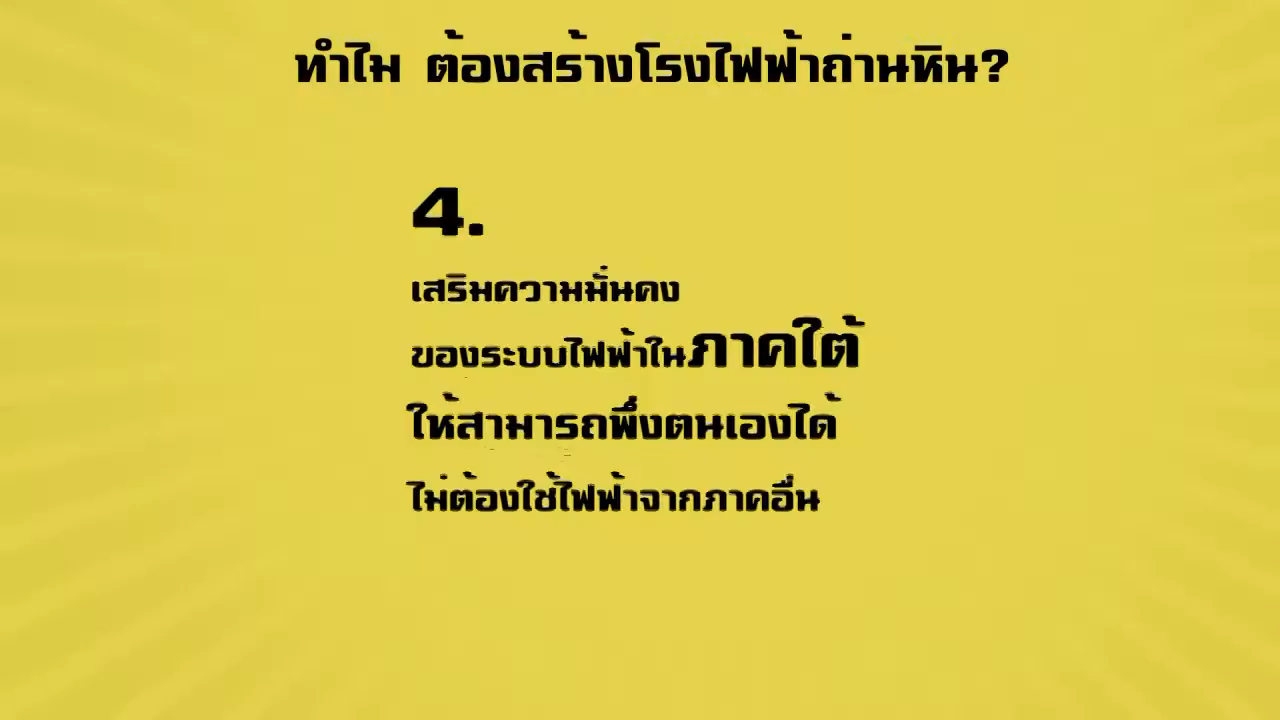 ทำไม ต้องสร้างโรงไฟฟ้าถ่านหิน?
4.
เสริมความมั่นคง
ของระบบไฟฟ้าในภาคใต้
ให้สามารถพึ่งตนเองได้
ไม่ต้องใช้ไฟฟ้าจากภาคอื่น